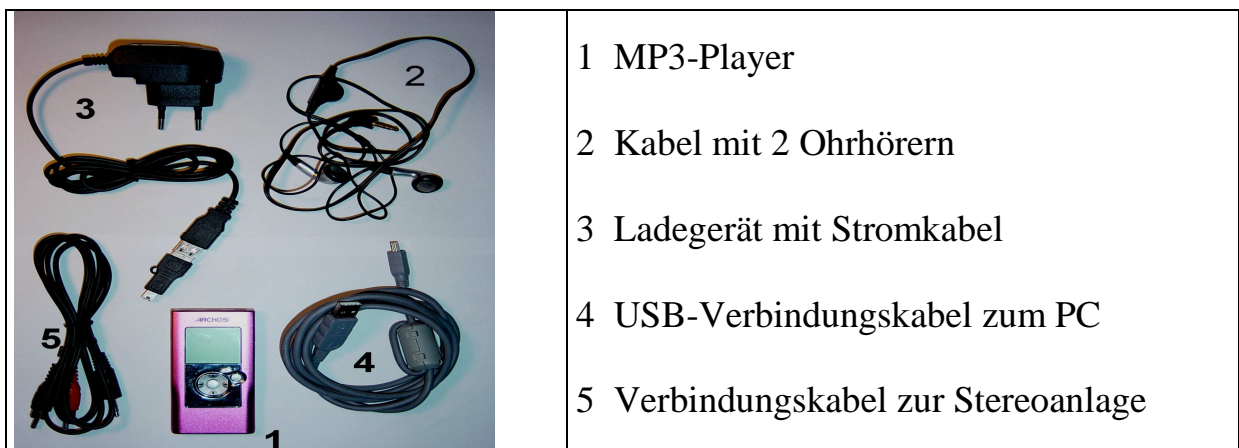 2
3
5
ARCHOS
4
1
1 MP3-Player
2 Kabel mit 2 Ohrhörern
3 Ladegerät mit Stromkabel
4 USB-Verbindungskabel zum PC
5 Verbindungskabel zur Stereoanlage